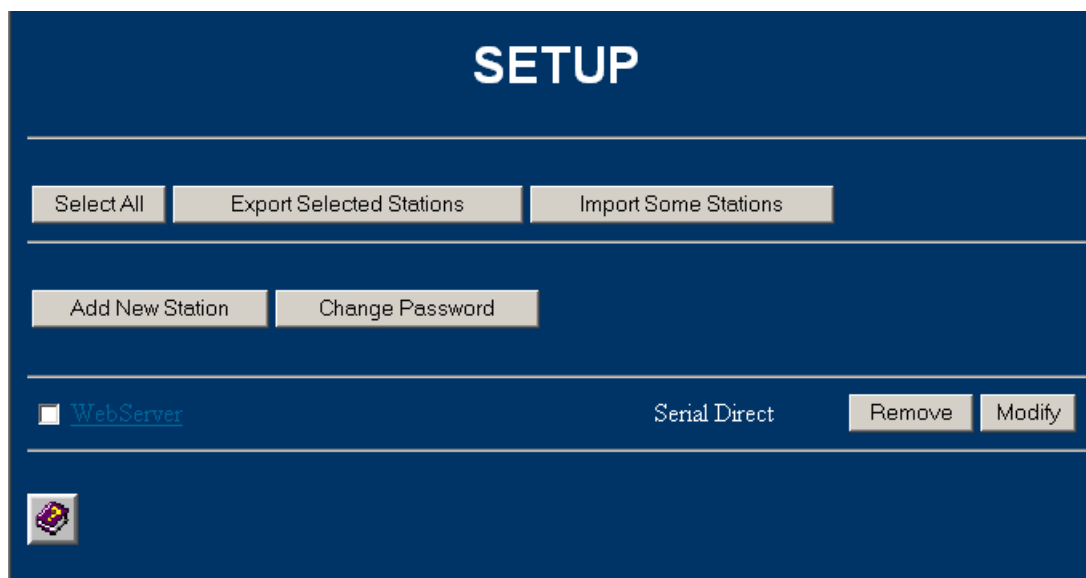 SETUP
Select All Export Selected Stations Import Some Stations
Add New Station Change Password
WebServer Serial Direct Remove Modify